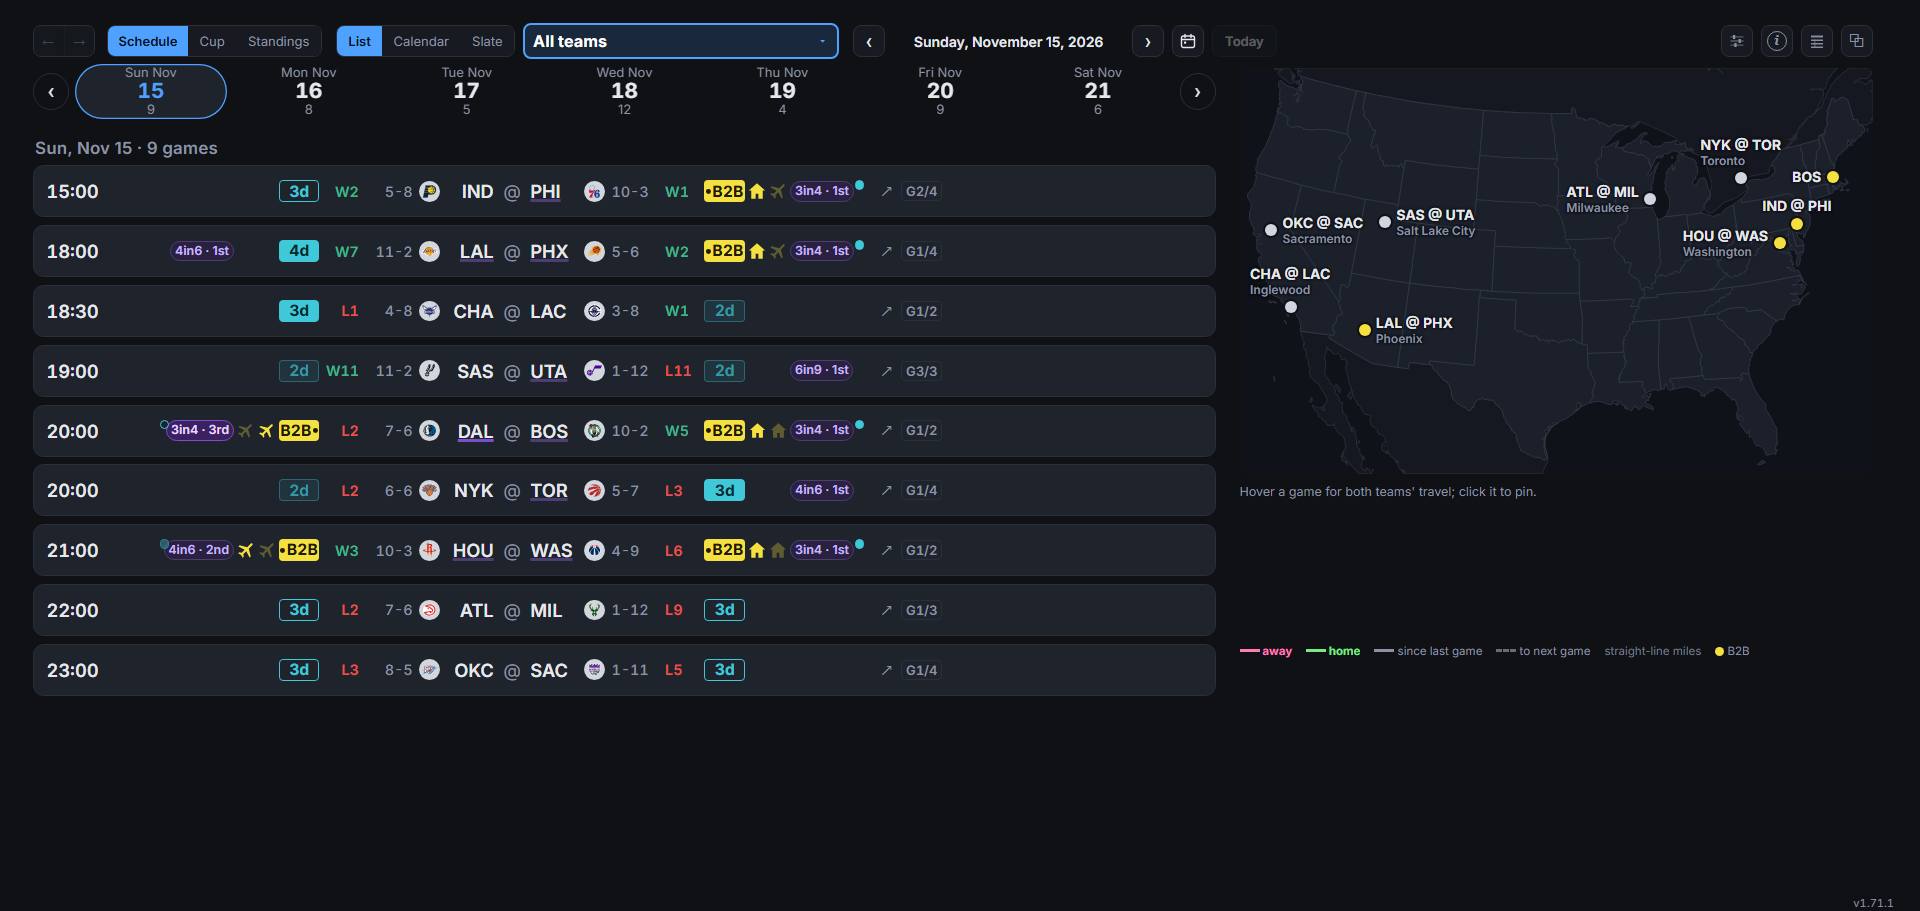 ← → Schedule Cup Standings List Calendar Slate All teams ‹ Sunday, November 15, 2026 › Today
‹ Sun Nov 15 9
Mon Nov 16 8
Tue Nov 17 5
Wed Nov 18 12
Thu Nov 19 4
Fri Nov 20 9
Sat Nov 21 6 ›
Sun, Nov 15 · 9 games
15:00 3d W2 5-8 IND @ PHI 10-3 W1 •B2B 3in4 · 1st ↗ G2/4
18:00 4in6 · 1st 4d W7 11-2 LAL @ PHX 5-6 W2 •B2B 3in4 · 1st ↗ G1/4
18:30 3d L1 4-8 CHA @ LAC 3-8 W1 2d ↗ G1/2
19:00 2d W11 11-2 SAS @ UTA 1-12 L11 2d 6in9 · 1st ↗ G3/3
20:00 3in4 · 3rd B2B• L2 7-6 DAL @ BOS 10-2 W5 •B2B 3in4 · 1st ↗ G1/2
20:00 2d L2 6-6 NYK @ TOR 5-7 L3 3d 4in6 · 1st ↗ G1/4
21:00 4in6 · 2nd •B2B W3 10-3 HOU @ WAS 4-9 L6 •B2B 3in4 · 1st ↗ G1/2
22:00 3d L2 7-6 ATL @ MIL 1-12 L9 3d ↗ G1/3
23:00 3d L3 8-5 OKC @ SAC 1-11 L5 3d ↗ G1/4
NYK @ TOR
Toronto
BOS
ATL @ MIL
Milwaukee
IND @ PHI
OKC @ SAC
Sacramento
SAS @ UTA
Salt Lake City
HOU @ WAS
Washington
CHA @ LAC
Inglewood
LAL @ PHX
Phoenix
Hover a game for both teams' travel; click it to pin.
away home since last game to next game straight-line miles B2B
v1.71.1